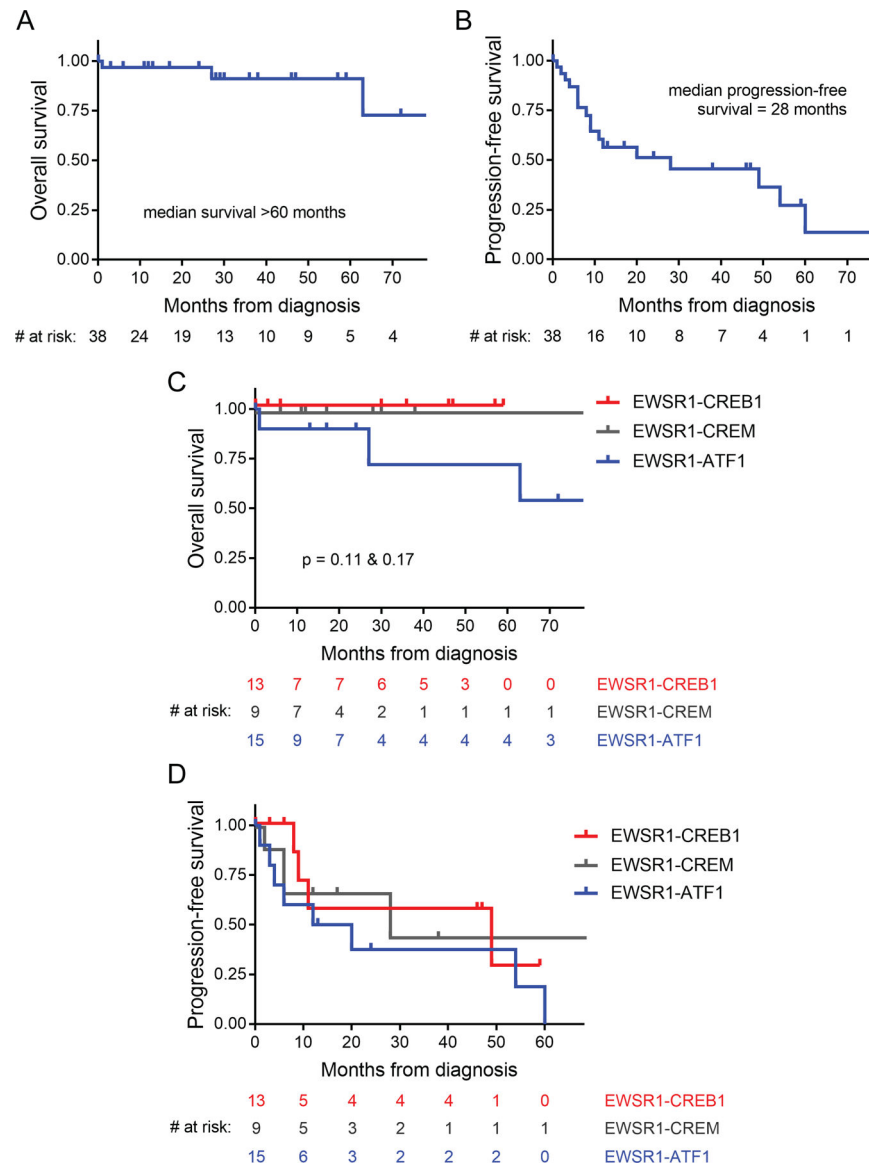 A
Overall survival
1.00
0.75
0.50
0.25
0.00
median survival >60 months
0 10 20 30 40 50 60 70
Months from diagnosis
# at risk: 38 24 19 13 10 9 5 4
B
Progression-free survival
1.00
0.75
0.50
0.25
0.00
median progression-free
survival = 28 months
0 10 20 30 40 50 60 70
Months from diagnosis
# at risk: 38 16 10 8 7 4 1 1
C
Overall survival
1.00
0.75
0.50
0.25
0.00
EWSR1-CREB1
EWSR1-CREM
EWSR1-ATF1
p = 0.11 & 0.17
0 10 20 30 40 50 60 70
Months from diagnosis
13 7 7 6 5 3 0 0 EWSR1-CREB1
# at risk: 9 7 4 2 1 1 1 1 EWSR1-CREM
15 9 7 4 4 4 4 3 EWSR1-ATF1
D
Progression-free survival
1.00
0.75
0.50
0.25
0.00
EWSR1-CREB1
EWSR1-CREM
EWSR1-ATF1
0 10 20 30 40 50 60
Months from diagnosis
13 5 4 4 4 1 0 EWSR1-CREB1
# at risk: 9 5 3 2 1 1 1 EWSR1-CREM
15 6 3 2 2 2 0 EWSR1-ATF1